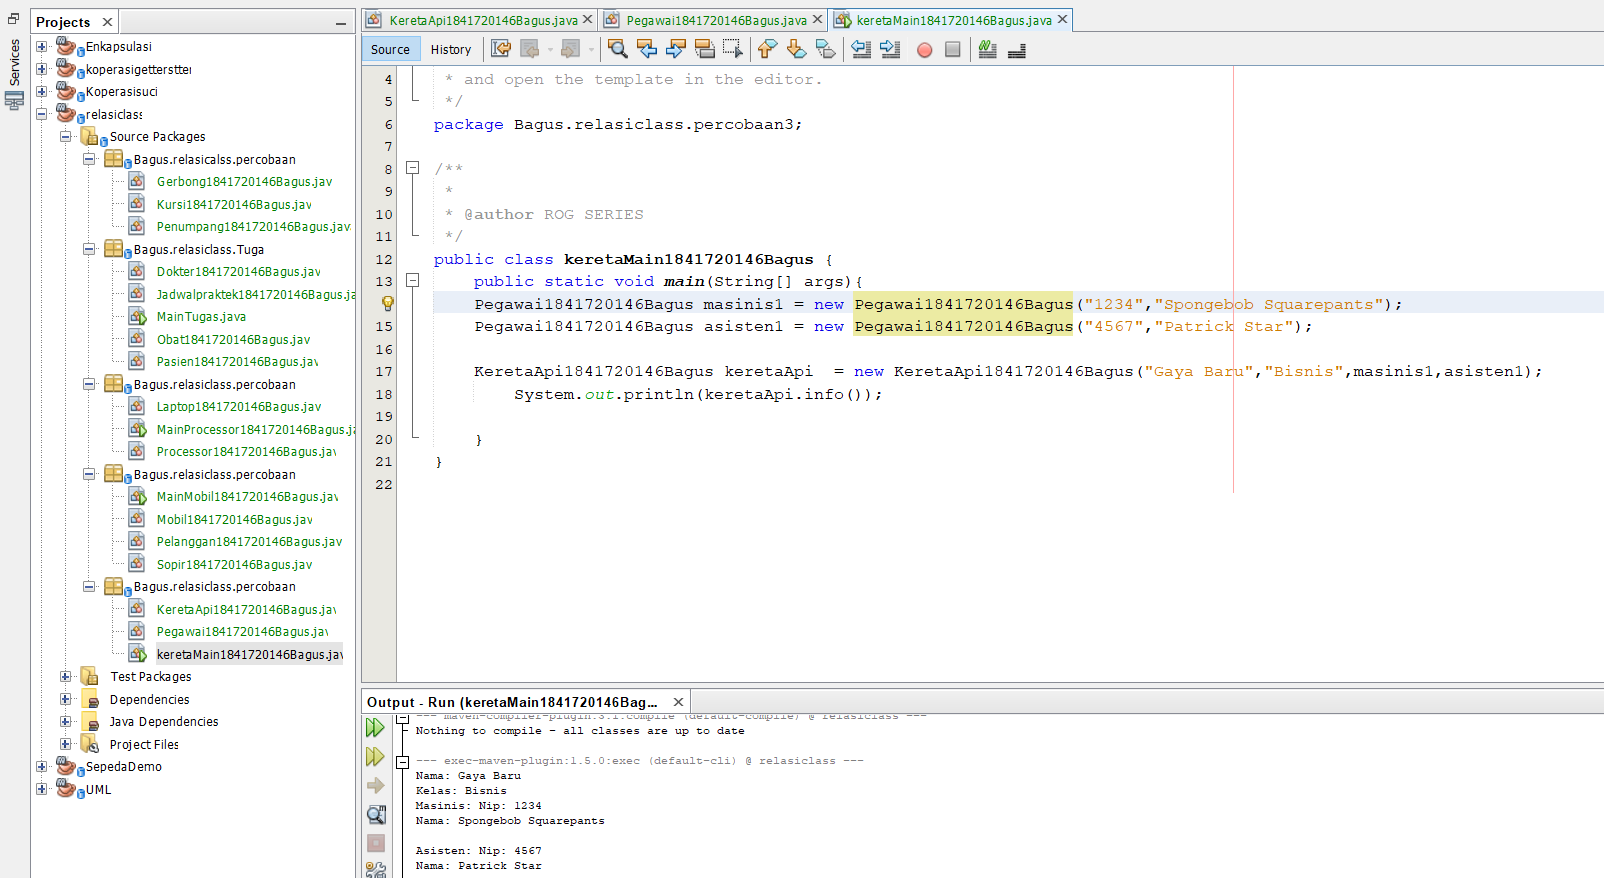 Services
Projects
Enkapsulasi
koperasigetterstter
Koperasisuci
relasiclass
Source Packages
Bagus.relasicalss.percobaan
Gerbong1841720146Bagus.jav
Kursi1841720146Bagus.jav
Penumpang1841720146Bagus.java
Bagus.relasiclass.Tuga
Dokter1841720146Bagus.jav
Jadwalpraktek1841720146Bagus.ja
MainTugas.java
Obat1841720146Bagus.jav
Pasien1841720146Bagus.jav
Bagus.relasiclass.percobaan
Laptop1841720146Bagus.jav
MainProcessor1841720146Bagus.ja
Processor1841720146Bagus.jav
Bagus.relasiclass.percobaan
MainMobil1841720146Bagus.jav
Mobil1841720146Bagus.jav
Pelanggan1841720146Bagus.jav
Sopir1841720146Bagus.jav
Bagus.relasiclass.percobaan
KeretaApi1841720146Bagus.jav
Pegawai1841720146Bagus.jav
keretaMain1841720146Bagus.jav
Test Packages
Dependencies
Java Dependencies
Project Files
SepedaDemo
UML
KeretaApi1841720146Bagus.java Pegawai1841720146Bagus.java keretaMain1841720146Bagus.java
Source History
4 * and open the template in the editor.
5 */
6 package Bagus.relasiclass.percobaan3;
7
8 /**
9 *
10 * @author ROG SERIES
11 */
12 public class keretaMain1841720146Bagus {
13 public static void main(String[] args){
Pegawai1841720146Bagus masinis1 = new Pegawai1841720146Bagus("1234","Spongebob Squarepants");
15 Pegawai1841720146Bagus asisten1 = new Pegawai1841720146Bagus("4567","Patrick Star");
16
17 KeretaApi1841720146Bagus keretaApi = new KeretaApi1841720146Bagus("Gaya Baru","Bisnis",masinis1,asisten1);
18 System.out.println(keretaApi.info());
19
20 }
21 }
22
Output - Run (keretaMain1841720146Bag...
--- maven-compiler-plugin:3.1:compile (default-compile) @ relasiclass ---
Nothing to compile - all classes are up to date
--- exec-maven-plugin:1.5.0:exec (default-cli) @ relasiclass ---
Nama: Gaya Baru
Kelas: Bisnis
Masinis: Nip: 1234
Nama: Spongebob Squarepants
Asisten: Nip: 4567
Nama: Patrick Star